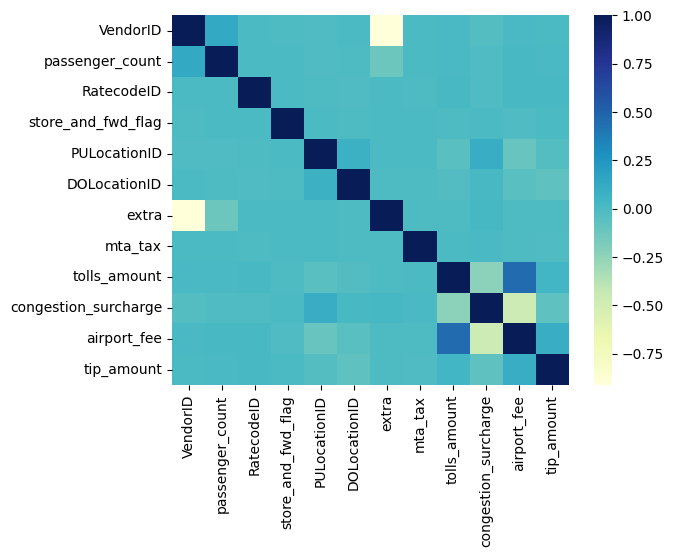 VendorID
passenger_count
RatecodeID
store_and_fwd_flag
PULocationID
DOLocationID
extra
mta_tax
tolls_amount
congestion_surcharge
airport_fee
tip_amount
VendorID
passenger_count
RatecodeID
store_and_fwd_flag
PULocationID
DOLocationID
extra
mta_tax
tolls_amount
congestion_surcharge
airport_fee
tip_amount
1.00
0.75
0.50
0.25
0.00
−0.25
−0.50
−0.75